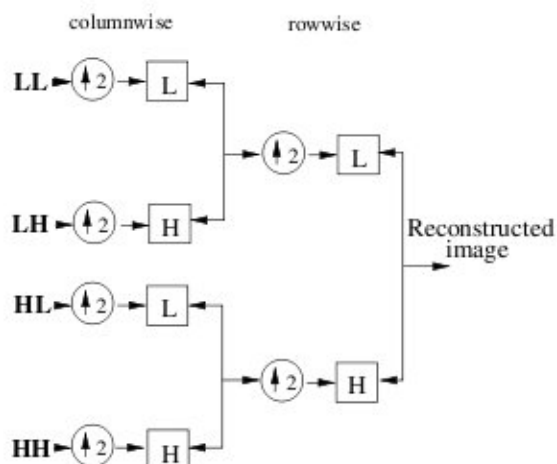 columnwise rowwise
LL 2 L
2 L
LH 2 H
Reconstructed
image
HL 2 L
2 H
HH 2 H